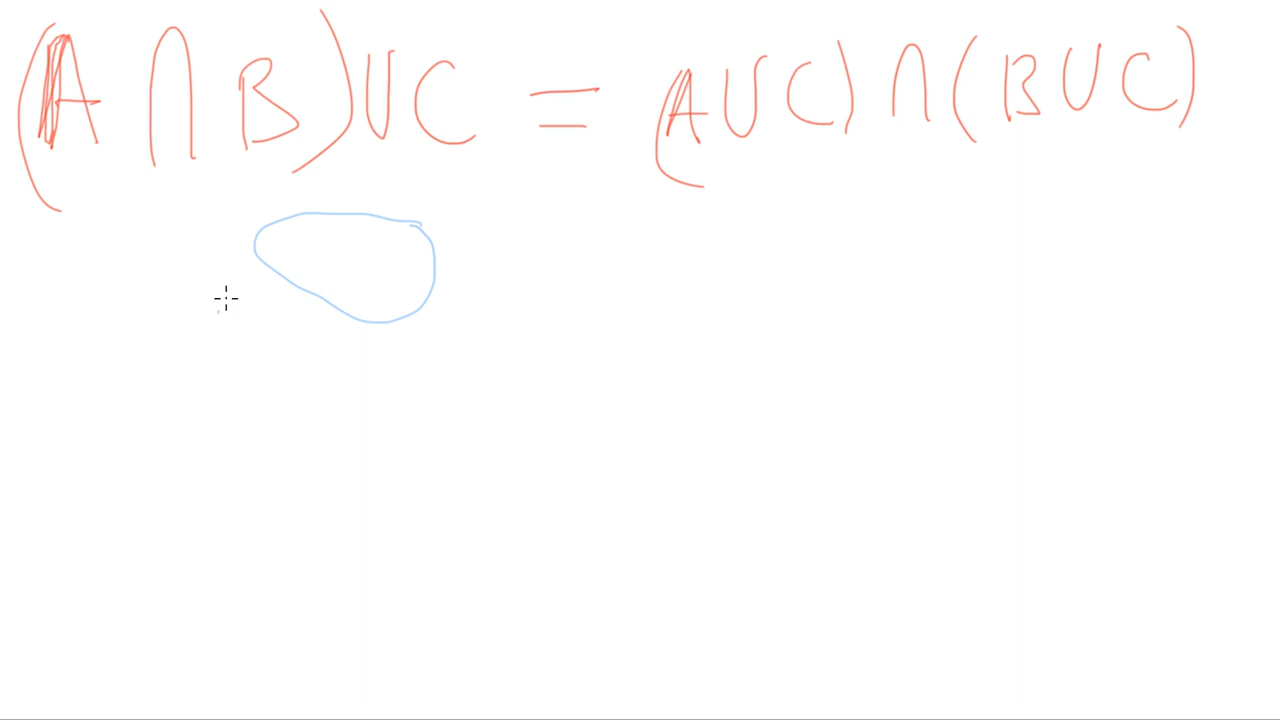 (A ∩ B) ∪ C = (A ∪ C) ∩ (B ∪ C)